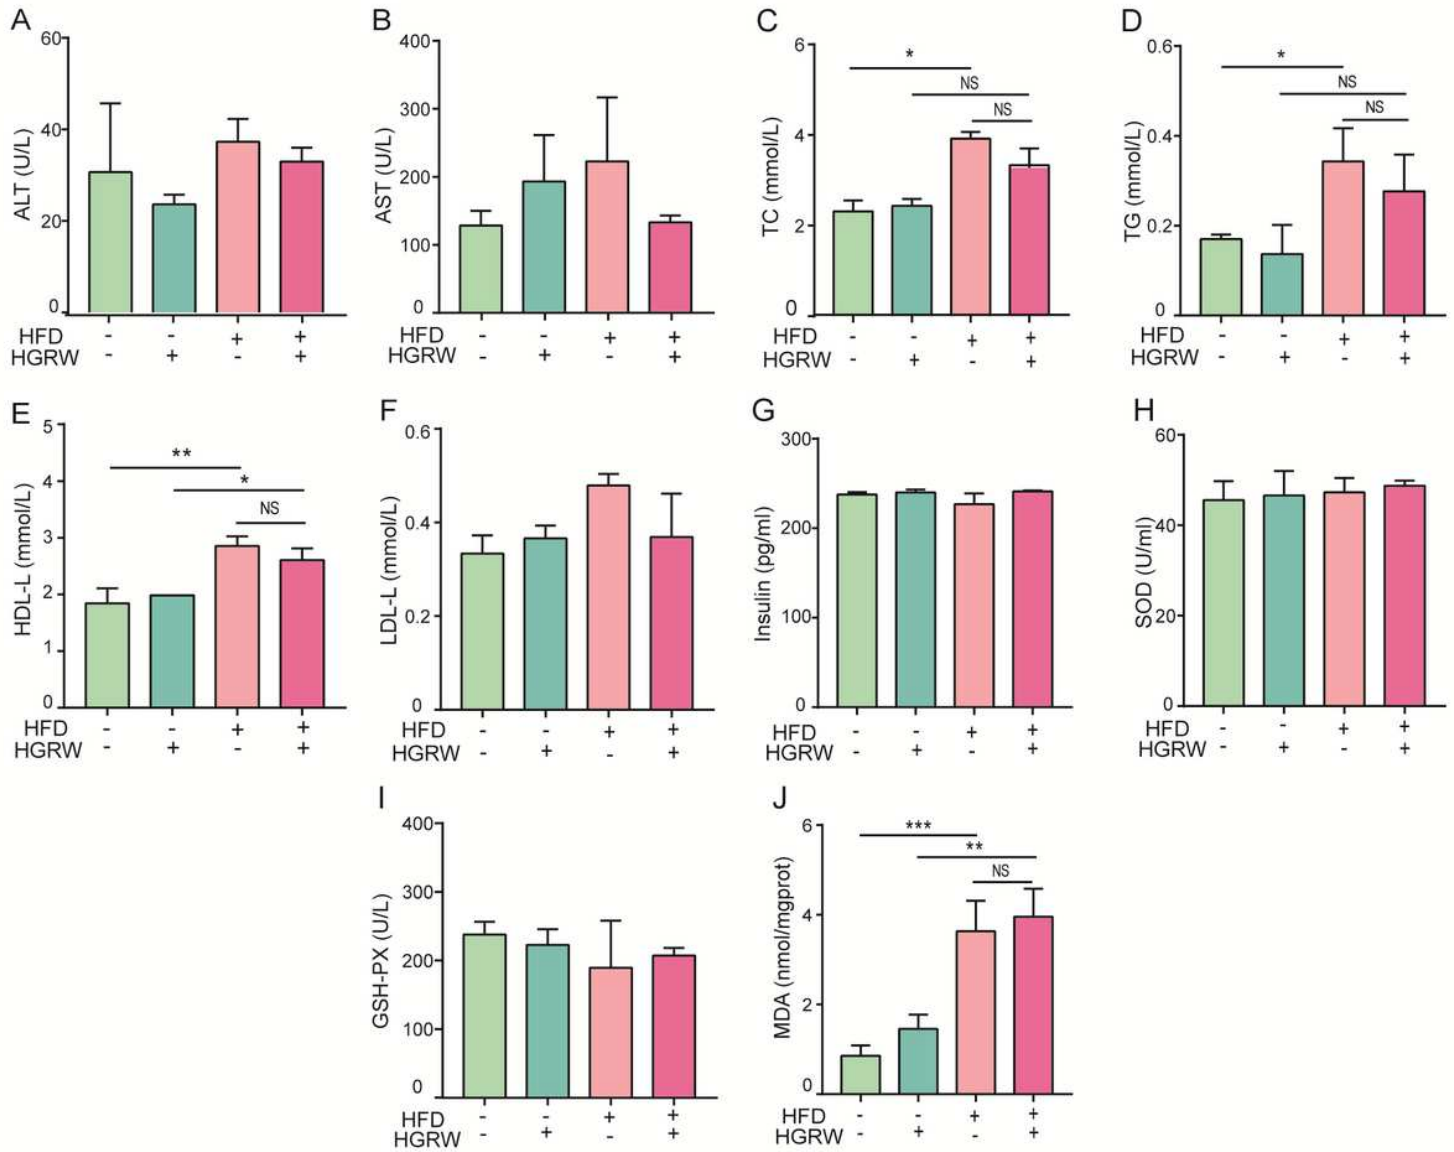 A
ALT (U/L)
60
40
20
0
HFD - - + +
HGRW - + - +
B
AST (U/L)
400
300
200
100
0
HFD - - + +
HGRW - + - +
C
TC (mmol/L)
6
4
2
0
*
NS
NS
HFD - - + +
HGRW - + - +
D
TG (mmol/L)
0.6
0.4
0.2
0
*
NS
NS
HFD - - + +
HGRW - + - +
E
HDL-L (mmol/L)
5
4
3
2
1
0
**
*
NS
HFD - - + +
HGRW - + - +
F
LDL-L (mmol/L)
0.6
0.4
0.2
0
HFD - - + +
HGRW - + - +
G
Insulin (pg/ml)
300
200
100
0
HFD - - + +
HGRW - + - +
H
SOD (U/ml)
60
40
20
0
HFD - - + +
HGRW - + - +
I
GSH-PX (U/L)
400
300
200
100
0
HFD - - + +
HGRW - + - +
J
MDA (nmol/mgprot)
6
4
2
0
***
**
NS
HFD - - + +
HGRW - + - +